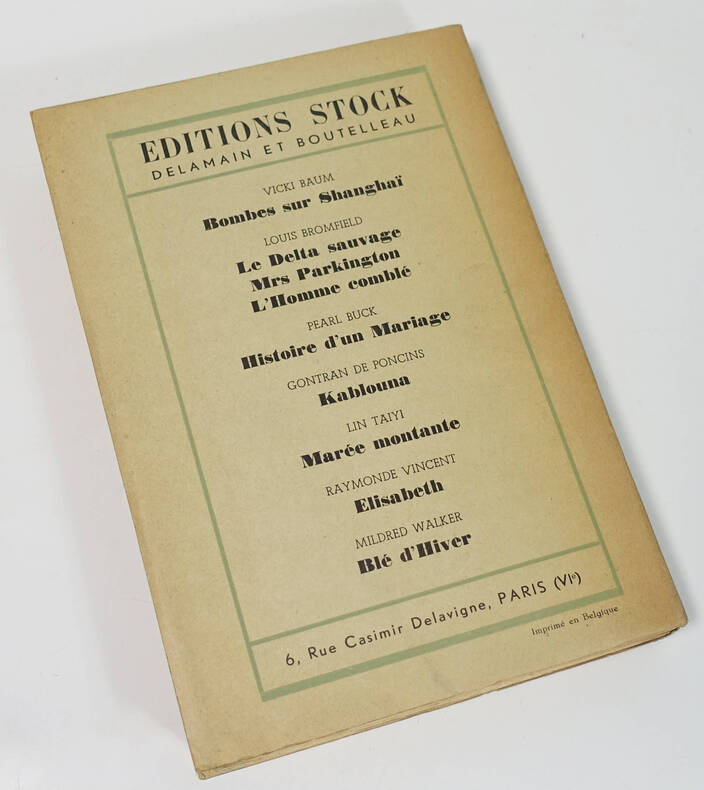 EDITIONS STOCK
DELAMAIN ET BOUTELLEAU
VICKI BAUM
Bombes sur Shanghaï
LOUIS BROMFIELD
Le Delta sauvage
Mrs Parkington
L'Homme comblé
PEARL BUCK
Histoire d'un Mariage
GONTRAN DE PONCINS
Kablouna
LIN TAIYI
Marée montante
RAYMONDE VINCENT
Elisabeth
MILDRED WALKER
Blé d'Hiver
6, Rue Casimir Delavigne, PARIS (VIe)
Imprimé en Belgique